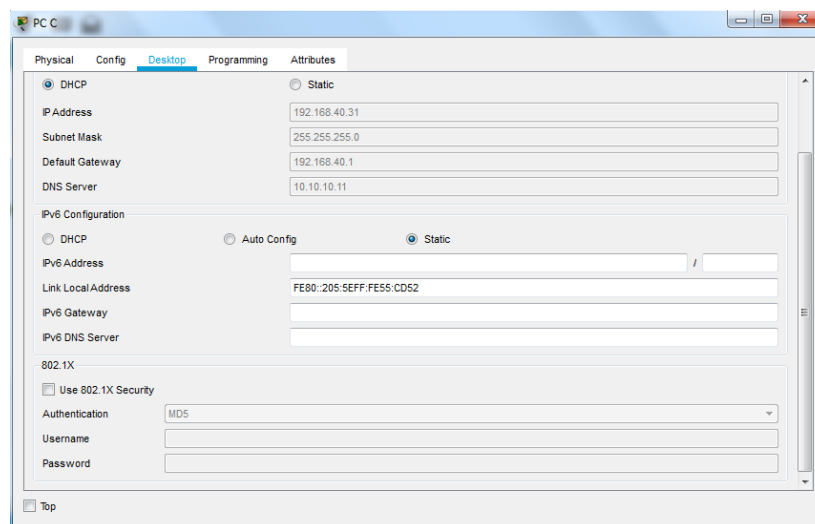 PC C
Physical Config Desktop Programming Attributes
DHCP Static
IP Address 192.168.40.31
Subnet Mask 255.255.255.0
Default Gateway 192.168.40.1
DNS Server 10.10.10.11
IPv6 Configuration
DHCP Auto Config Static
IPv6 Address /
Link Local Address FE80::205:5EFF:FE55:CD52
IPv6 Gateway
IPv6 DNS Server
802.1X
Use 802.1X Security
Authentication MD5
Username
Password
Top